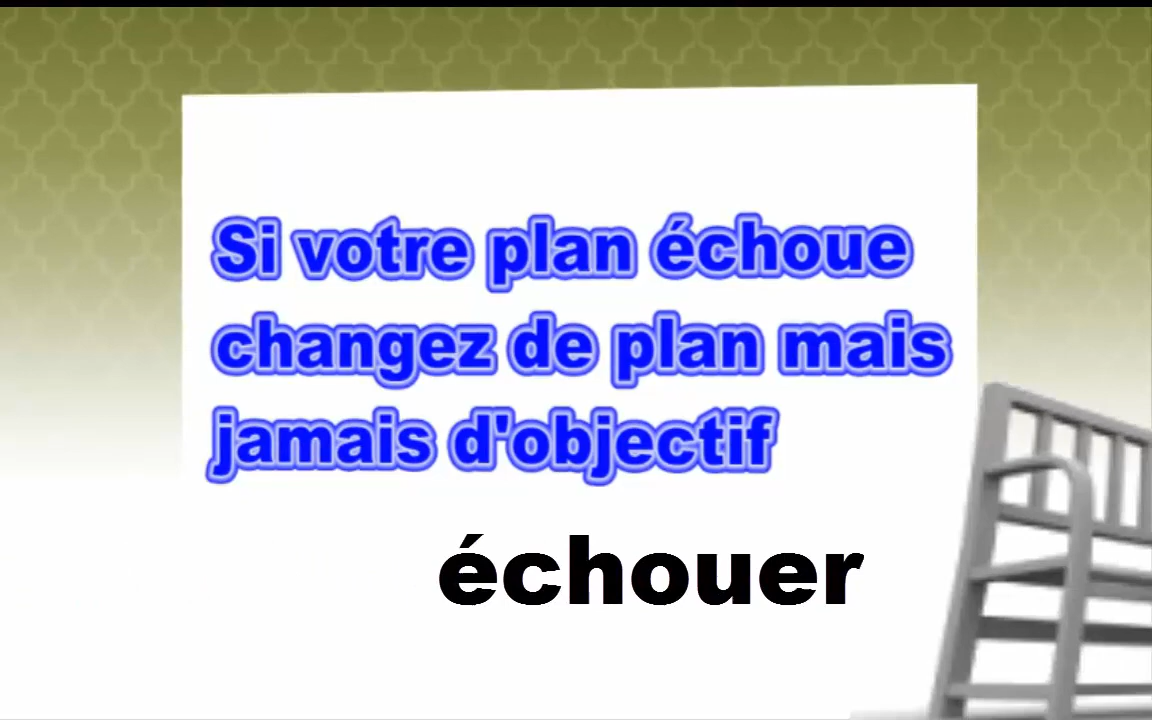 Si votre plan échoue
changez de plan mais
jamais d'objectif
échouer